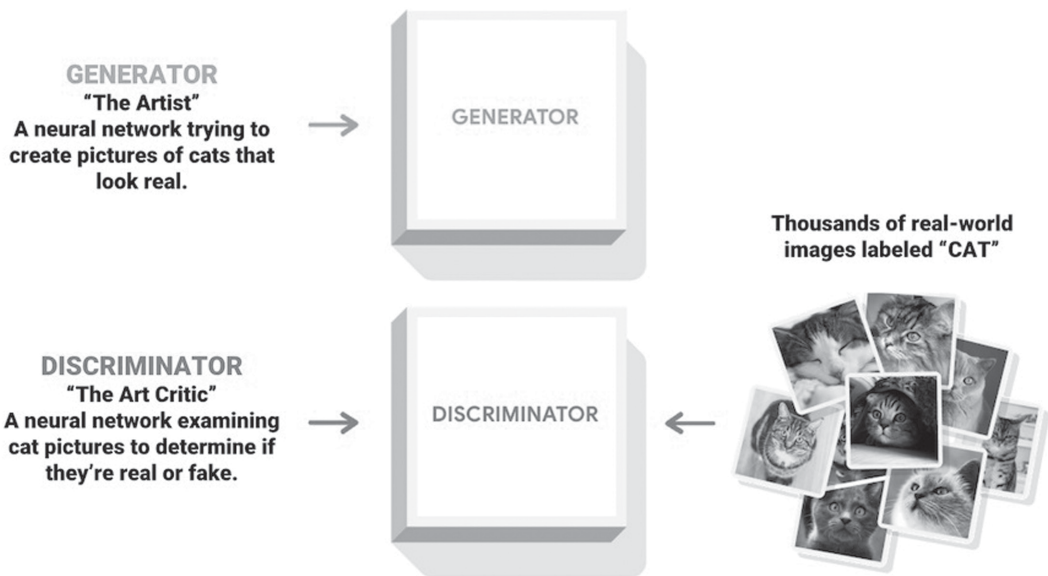 GENERATOR
“The Artist”
A neural network trying to
create pictures of cats that
look real.
GENERATOR
DISCRIMINATOR
“The Art Critic”
A neural network examining
cat pictures to determine if
they’re real or fake.
DISCRIMINATOR
Thousands of real-world
images labeled “CAT”